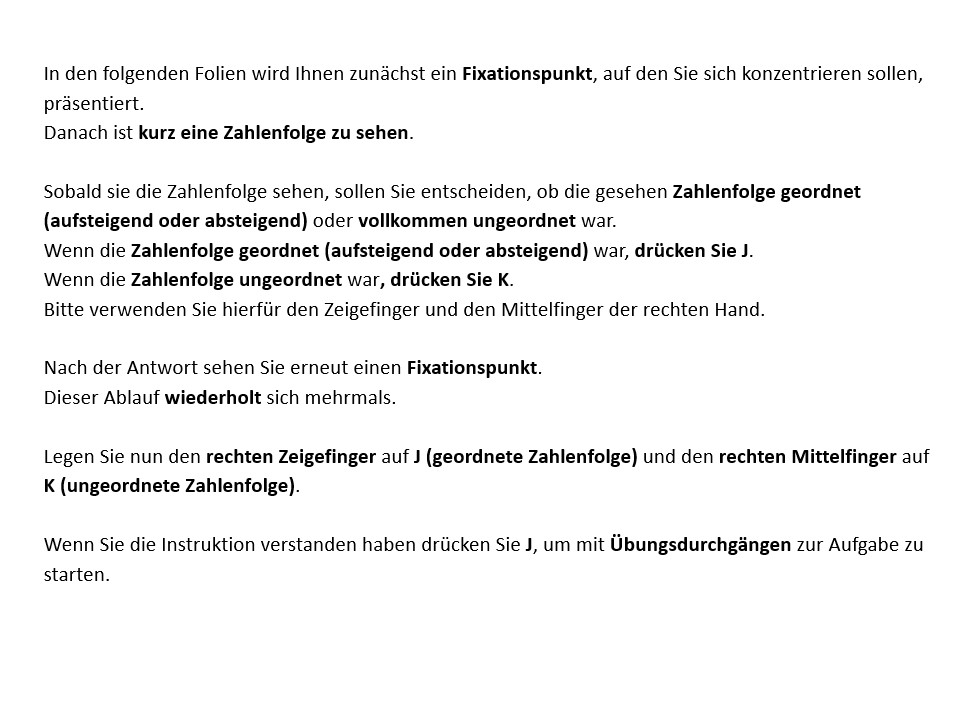 In den folgenden Folien wird Ihnen zunächst ein Fixationspunkt, auf den Sie sich konzentrieren sollen,
präsentiert.
Danach ist kurz eine Zahlenfolge zu sehen.
Sobald sie die Zahlenfolge sehen, sollen Sie entscheiden, ob die gesehen Zahlenfolge geordnet
(aufsteigend oder absteigend) oder vollkommen ungeordnet war.
Wenn die Zahlenfolge geordnet (aufsteigend oder absteigend) war, drücken Sie J.
Wenn die Zahlenfolge ungeordnet war, drücken Sie K.
Bitte verwenden Sie hierfür den Zeigefinger und den Mittelfinger der rechten Hand.
Nach der Antwort sehen Sie erneut einen Fixationspunkt.
Dieser Ablauf wiederholt sich mehrmals.
Legen Sie nun den rechten Zeigefinger auf J (geordnete Zahlenfolge) und den rechten Mittelfinger auf
K (ungeordnete Zahlenfolge).
Wenn Sie die Instruktion verstanden haben drücken Sie J, um mit Übungsdurchgängen zur Aufgabe zu
starten.